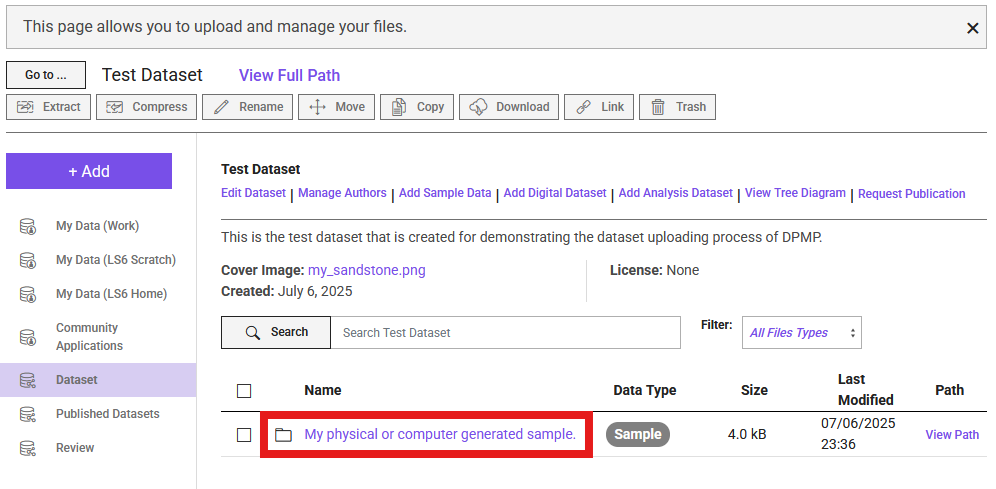 This page allows you to upload and manage your files. ✕
Go to ... Test Dataset View Full Path
Extract Compress Rename Move Copy Download Link Trash
+ Add
My Data (Work)
My Data (LS6 Scratch)
My Data (LS6 Home)
Community
Applications
Dataset
Published Datasets
Review
Test Dataset
Edit Dataset | Manage Authors | Add Sample Data | Add Digital Dataset | Add Analysis Dataset | View Tree Diagram | Request Publication
This is the test dataset that is created for demonstrating the dataset uploading process of DPMP.
Cover Image: my_sandstone.png
Created: July 6, 2025
License: None
Search Search Test Dataset Filter: All Files Types
Name Data Type Size Last Modified Path
My physical or computer generated sample. Sample 4.0 kB 07/06/2025 23:36 View Path